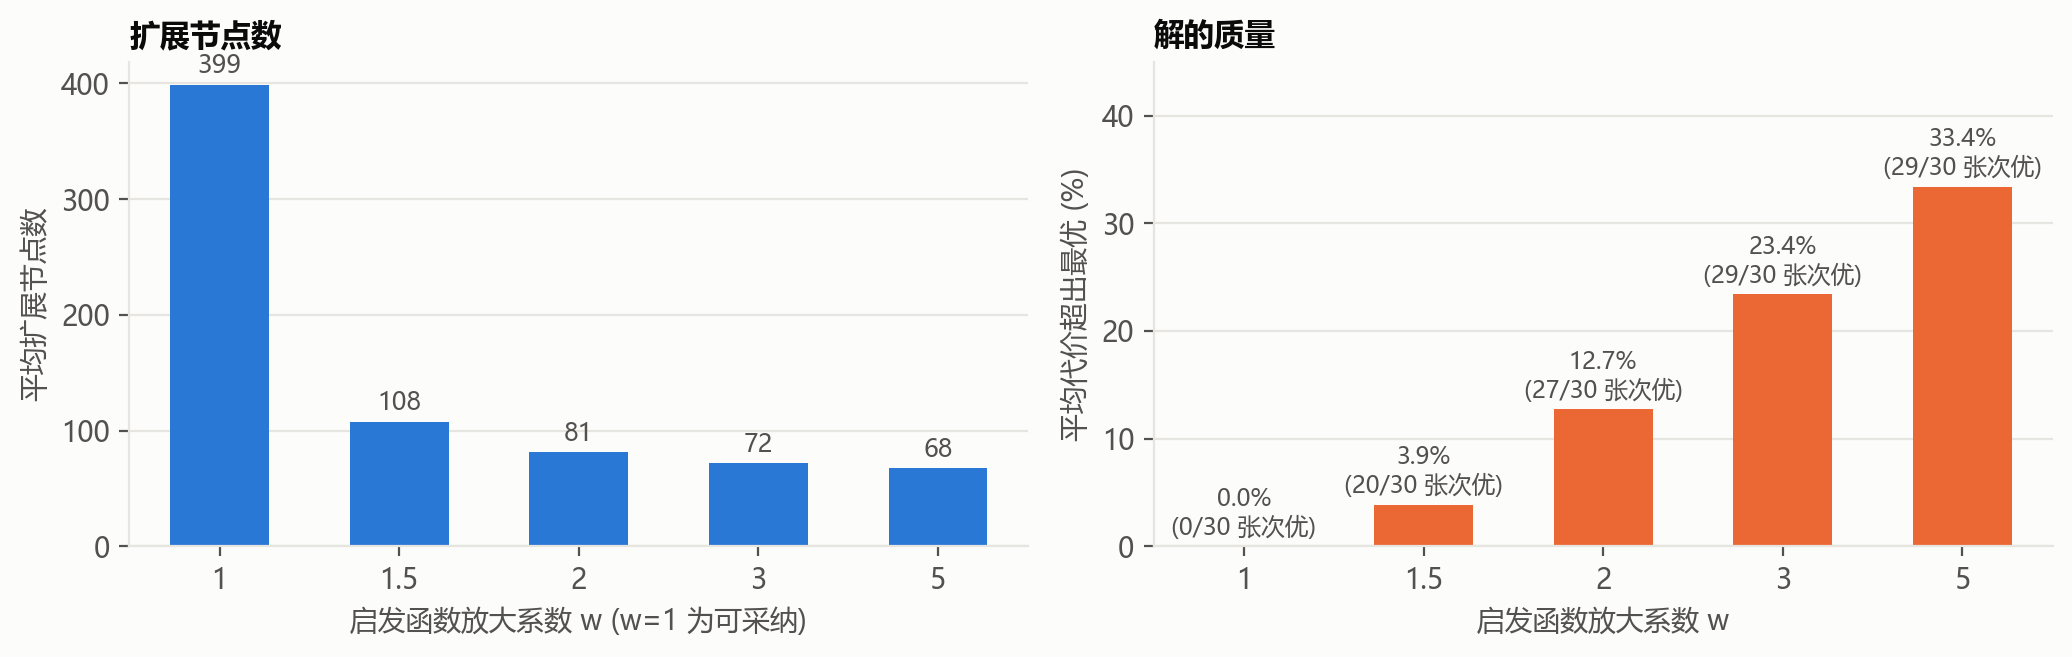 扩展节点数
399
400
300
200
100
0
平均扩展节点数
108
81
72
68
1
1.5
2
3
5
启发函数放大系数 w (w=1 为可采纳)
解的质量
40
30
20
10
0
平均代价超出最优 (%)
0.0%
(0/30 张次优)
3.9%
(20/30 张次优)
12.7%
(27/30 张次优)
23.4%
(29/30 张次优)
33.4%
(29/30 张次优)
1
1.5
2
3
5
启发函数放大系数 w